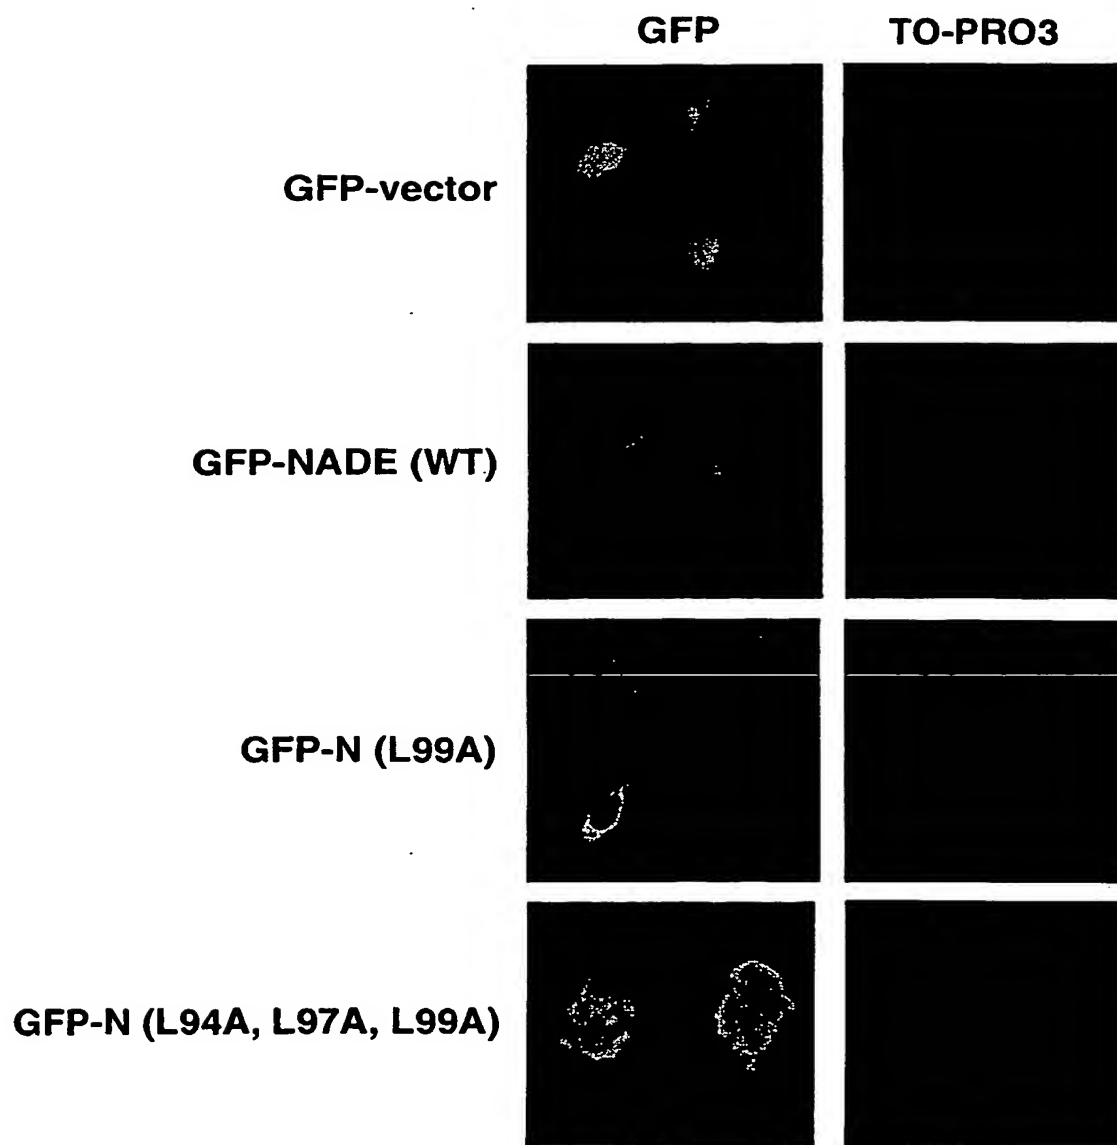 GFP TO-PRO3
GFP-vector
GFP-NADE (WT)
GFP-N (L99A)
GFP-N (L94A, L97A, L99A)